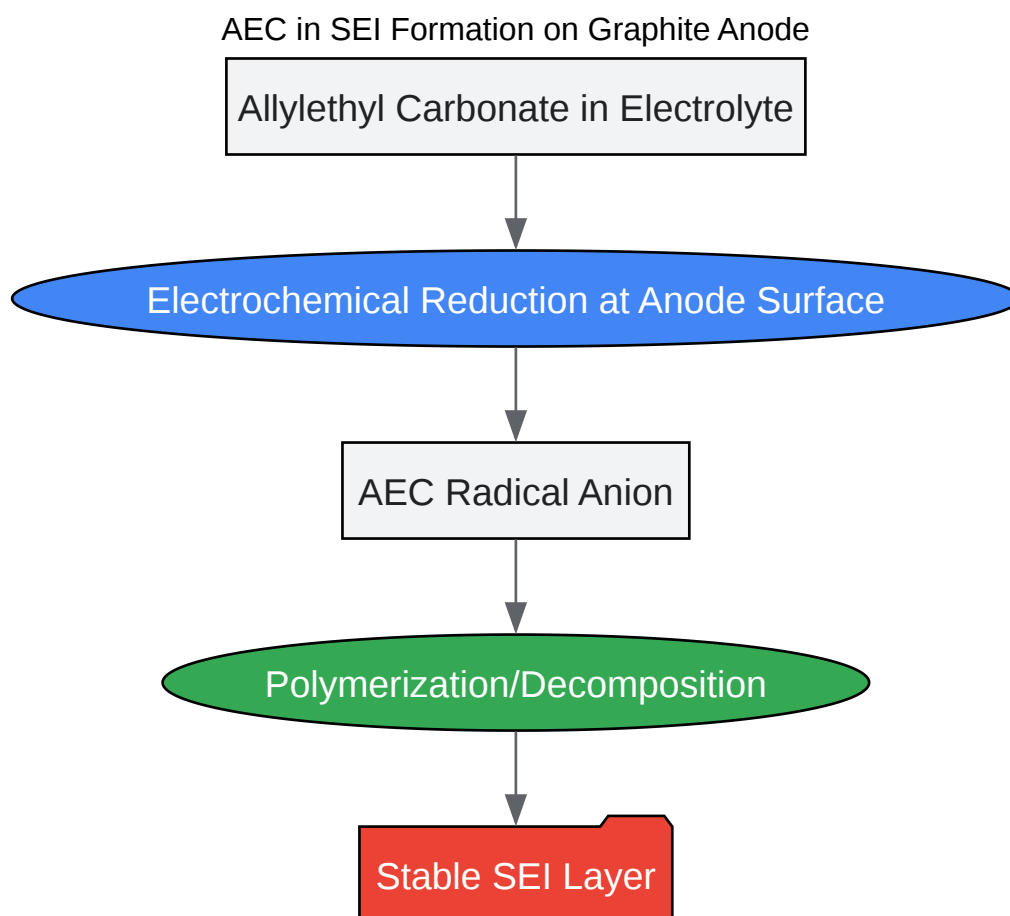 AEC in SEI Formation on Graphite Anode
Allylethyl Carbonate in Electrolyte
Electrochemical Reduction at Anode Surface
AEC Radical Anion
Polymerization/Decomposition
Stable SEI Layer